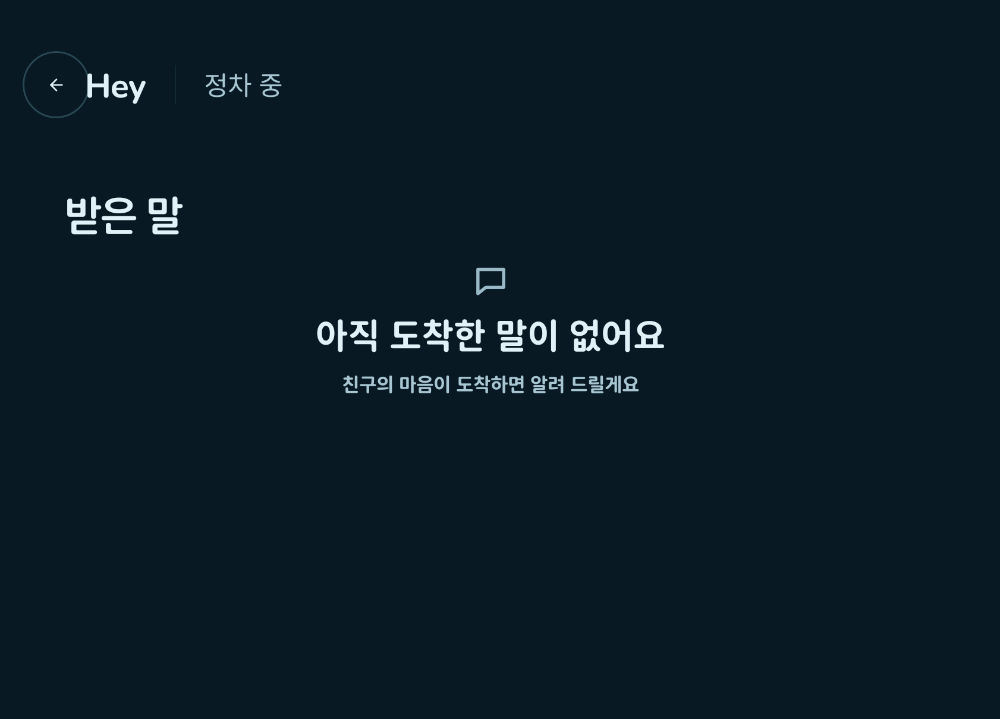 Hey 정차 중
받은 말
아직 도착한 말이 없어요
친구의 마음이 도착하면 알려 드릴게요